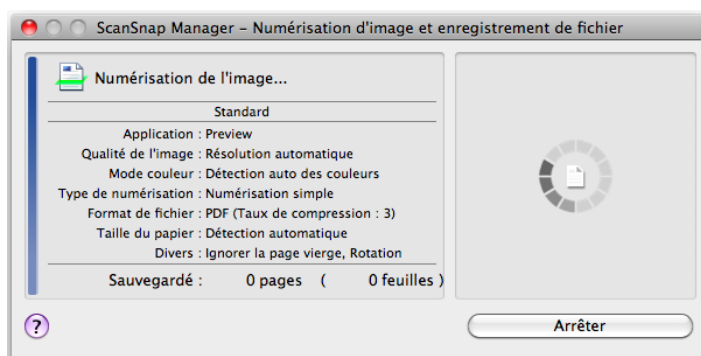 ScanSnap Manager – Numérisation d'image et enregistrement de fichier
Numérisation de l'image...
Standard
Application : Preview
Qualité de l'image : Résolution automatique
Mode couleur : Détection auto des couleurs
Type de numérisation : Numérisation simple
Format de fichier : PDF (Taux de compression : 3)
Taille du papier : Détection automatique
Divers : Ignorer la page vierge, Rotation
Sauvegardé : 0 pages ( 0 feuilles )
?
Arrêter